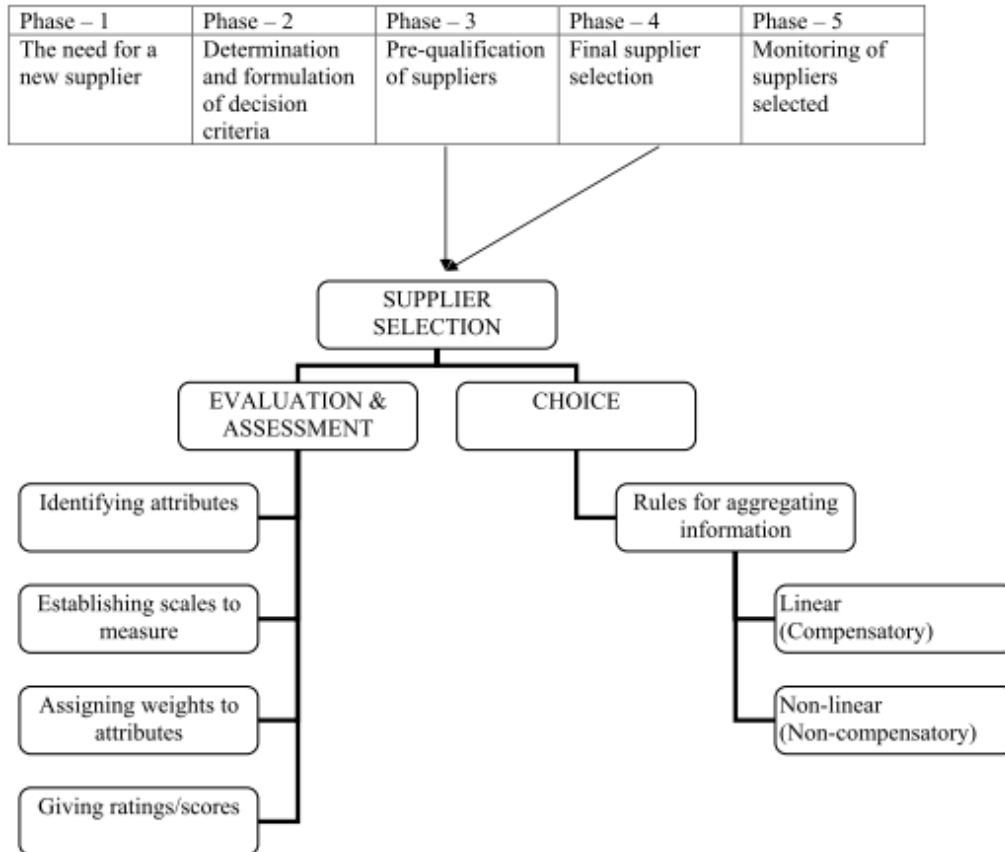 Phase – 1
Phase – 2
Phase – 3
Phase – 4
Phase – 5
The need for a
new supplier
Determination
and formulation
of decision
criteria
Pre-qualification
of suppliers
Final supplier
selection
Monitoring of
suppliers
selected
SUPPLIER
SELECTION
EVALUATION &
ASSESSMENT
CHOICE
Identifying attributes
Establishing scales to
measure
Assigning weights to
attributes
Giving ratings/scores
Rules for aggregating
information
Linear
(Compensatory)
Non-linear
(Non-compensatory)